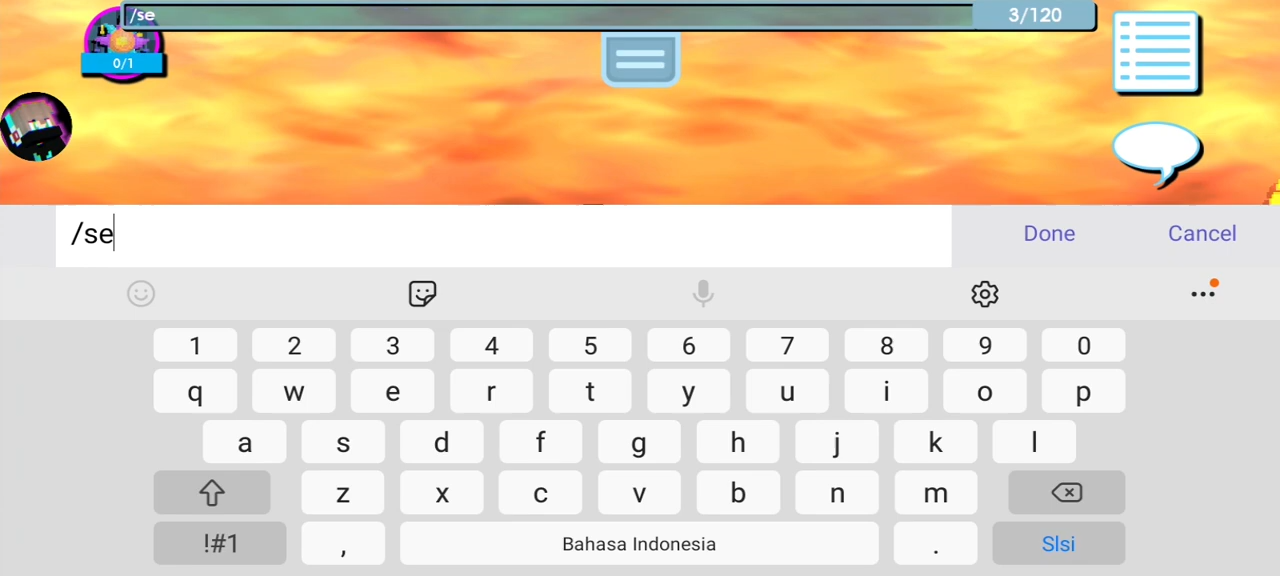 /se
3/120
0/1
/se
Done
Cancel
1 2 3 4 5 6 7 8 9 0
q w e r t y u i o p
a s d f g h j k l
z x c v b n m
!#1 , Bahasa Indonesia . Slsi